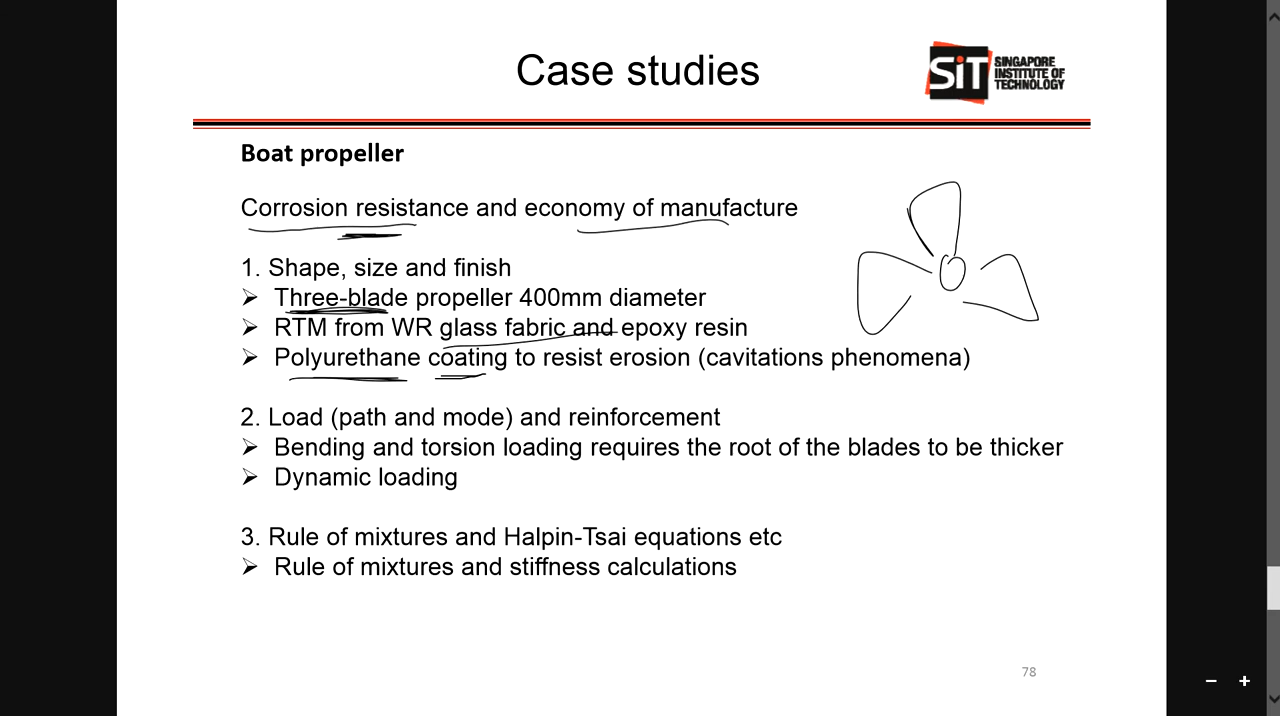 Case studies
SiT SINGAPORE
INSTITUTE OF
TECHNOLOGY
Boat propeller
Corrosion resistance and economy of manufacture
1. Shape, size and finish
➢ Three-blade propeller 400mm diameter
➢ RTM from WR glass fabric and epoxy resin
➢ Polyurethane coating to resist erosion (cavitations phenomena)
2. Load (path and mode) and reinforcement
➢ Bending and torsion loading requires the root of the blades to be thicker
➢ Dynamic loading
3. Rule of mixtures and Halpin-Tsai equations etc
➢ Rule of mixtures and stiffness calculations
78